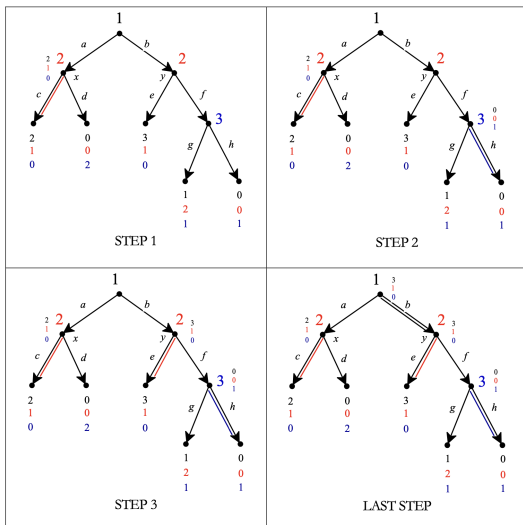 1
a b
2 2 2
1 x y
0
c d e f
3
2 0 3 g h
1 0 1
0 2 0
1 0
2 0
1 1
STEP 1
1
a b
2 2 2
1 x y
0
c d e f
3 0
0
1
2 0 3 g h
1 0 1
0 2 0
1 0
2 0
1 1
STEP 2
1
a b
2 2 2 3
1 x y 1
0 0
c d e f
3 0
0
1
2 0 3 g h
1 0 1
0 2 0
1 0
2 0
1 1
STEP 3
1 3
1
0
a b
2 2 2 3
1 x y 1
0 0
c d e f
3 0
0
1
2 0 3 g h
1 0 1
0 2 0
1 0
2 0
1 1
LAST STEP